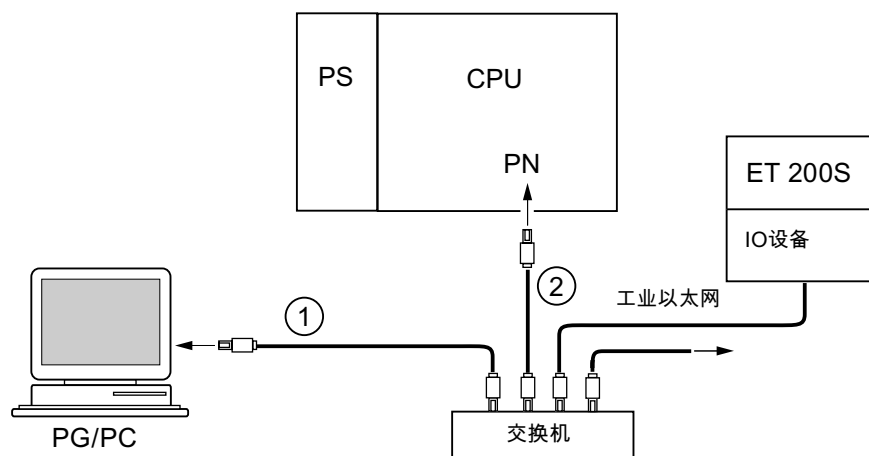 PS
CPU
PN
ET 200S
IO设备
②
工业以太网
①
交换机
PG/PC